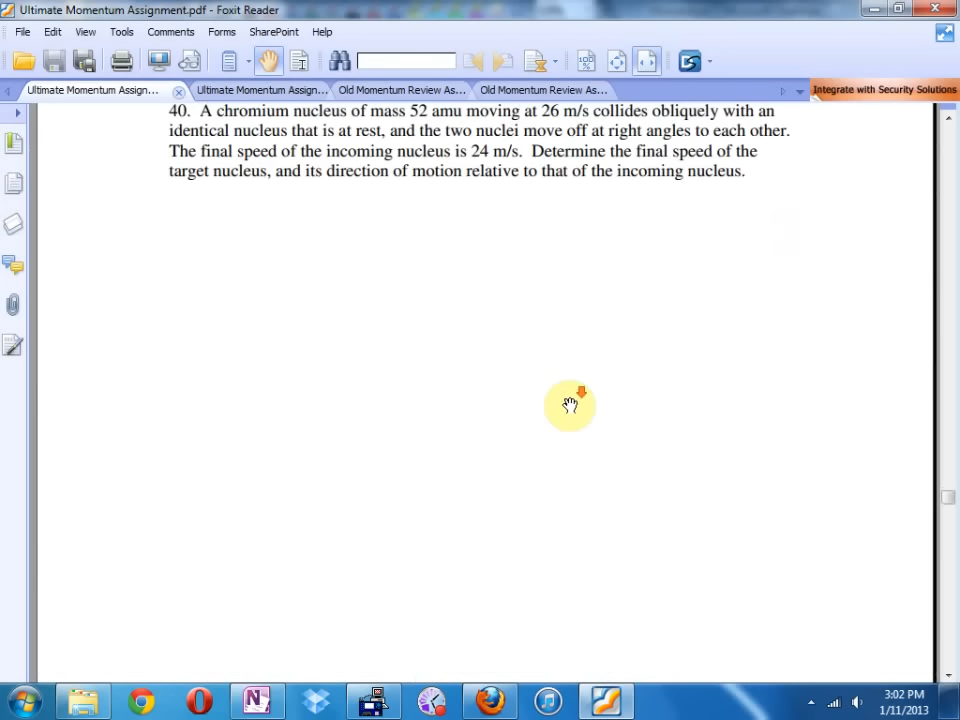 Ultimate Momentum Assignment.pdf - Foxit Reader
File Edit View Tools Comments Forms SharePoint Help
Ultimate Momentum Assign... Ultimate Momentum Assign... Old Momentum Review As... Old Momentum Review As... Integrate with Security Solutions
40. A chromium nucleus of mass 52 amu moving at 26 m/s collides obliquely with an
identical nucleus that is at rest, and the two nuclei move off at right angles to each other.
The final speed of the incoming nucleus is 24 m/s. Determine the final speed of the
target nucleus, and its direction of motion relative to that of the incoming nucleus.
3:02 PM
1/11/2013